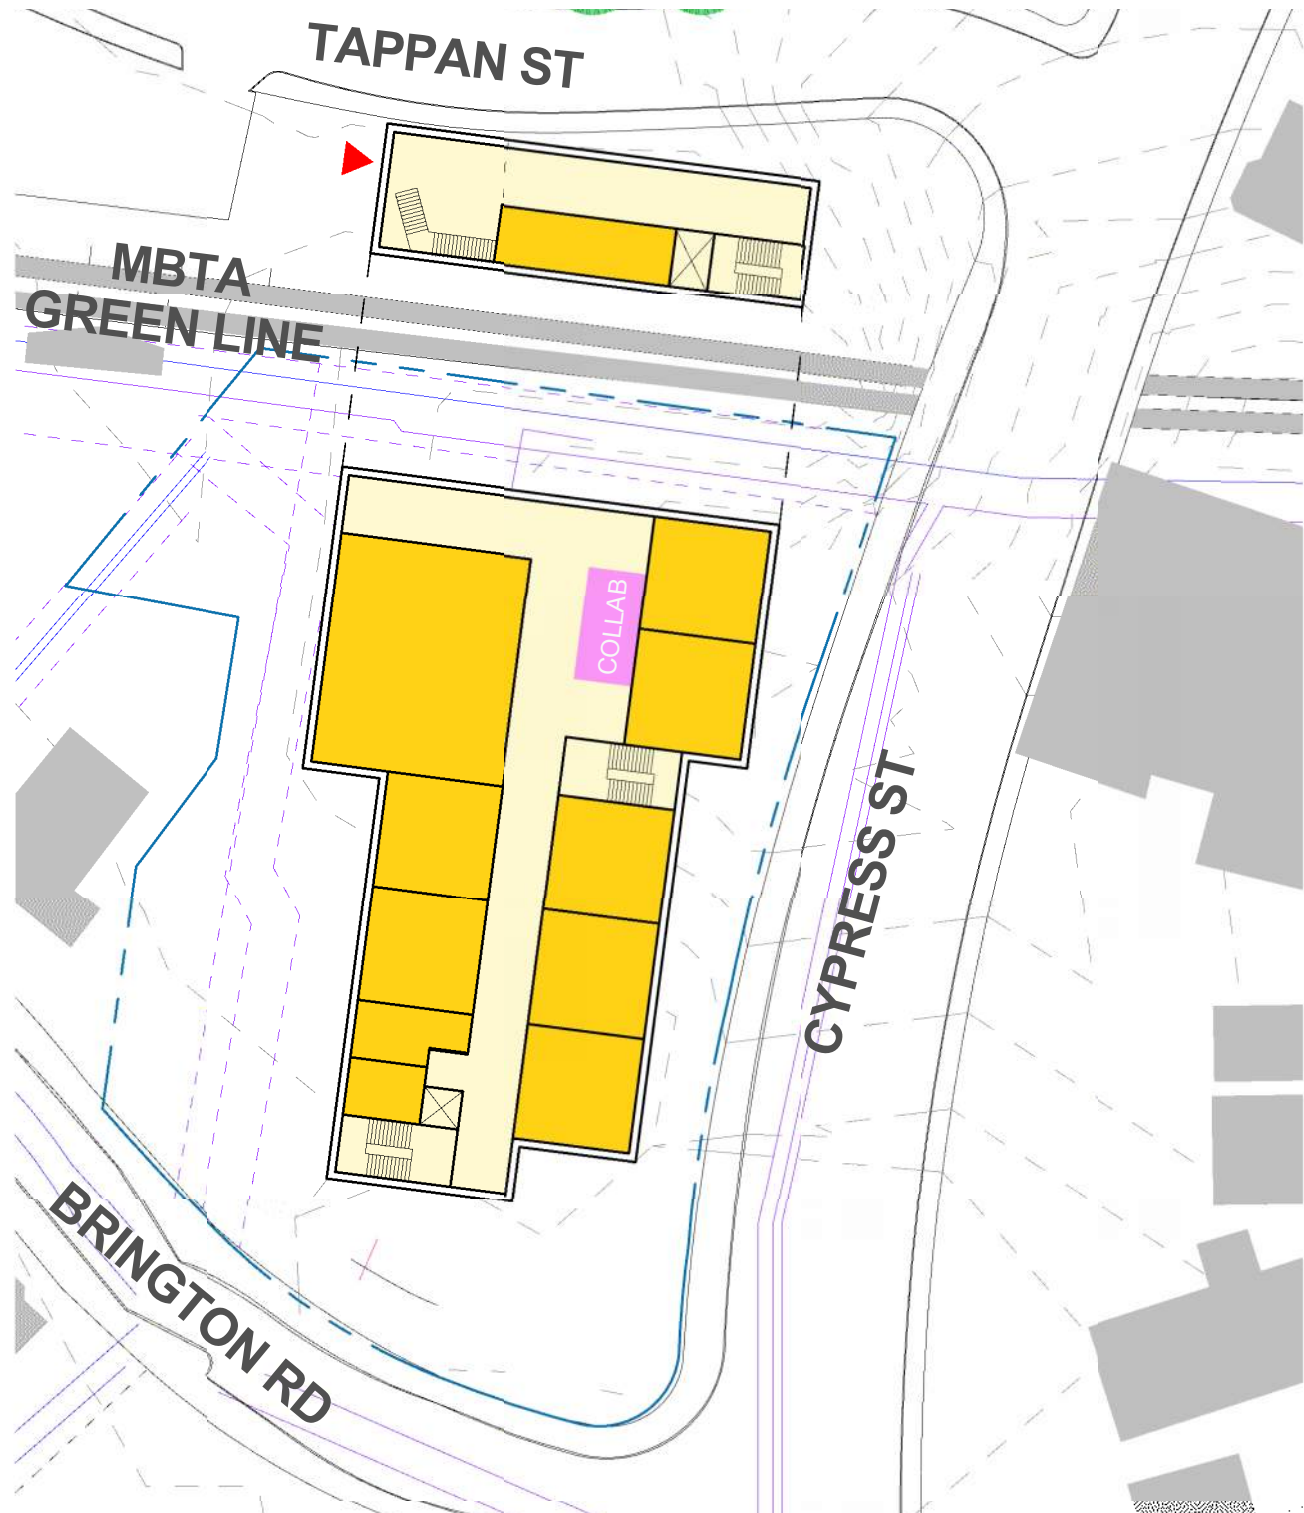 TAPPAN ST
MBTA
GREEN LINE
COLLAB
CYPRESS ST
BRINGTON RD